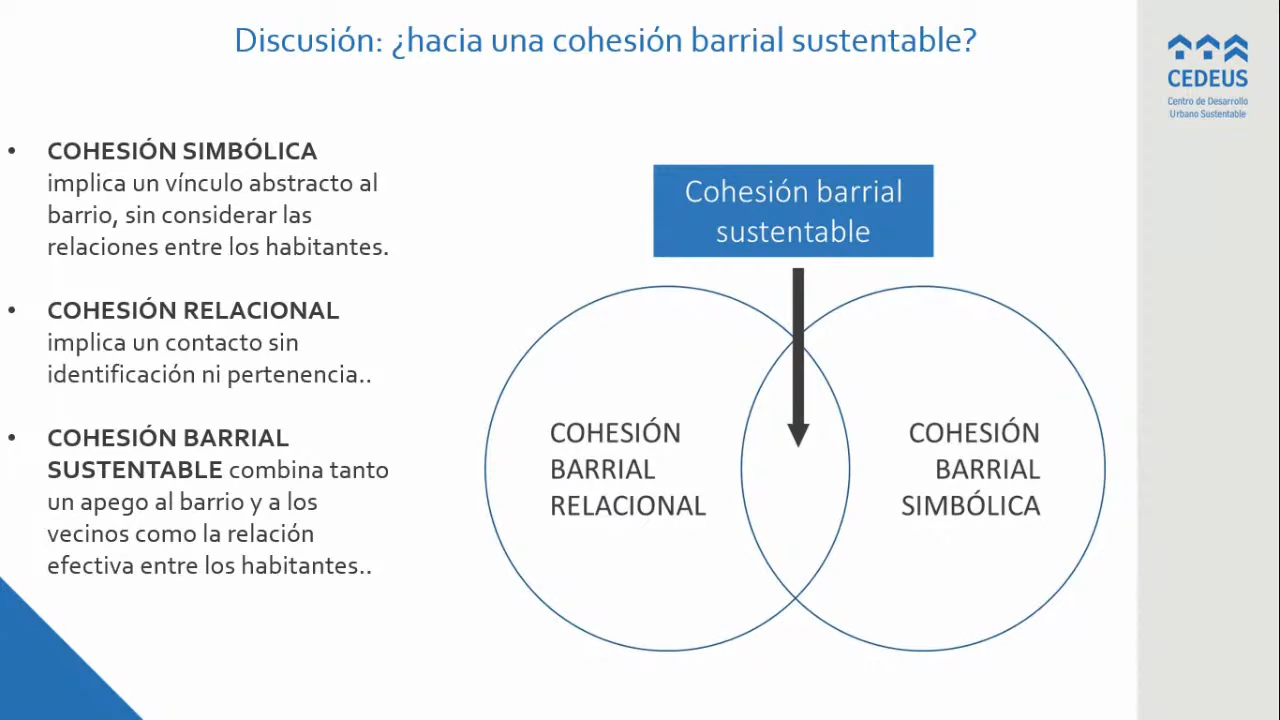 Discusión: ¿hacia una cohesión barrial sustentable?
CEDEUS
Centro de Desarrollo
Urbano Sustentable
• COHESIÓN SIMBÓLICA
implica un vínculo abstracto al
barrio, sin considerar las
relaciones entre los habitantes.
• COHESIÓN RELACIONAL
implica un contacto sin
identificación ni pertenencia..
• COHESIÓN BARRIAL
SUSTENTABLE combina tanto
un apego al barrio y a los
vecinos como la relación
efectiva entre los habitantes..
Cohesión barrial
sustentable
COHESIÓN
BARRIAL
RELACIONAL
COHESIÓN
BARRIAL
SIMBÓLICA